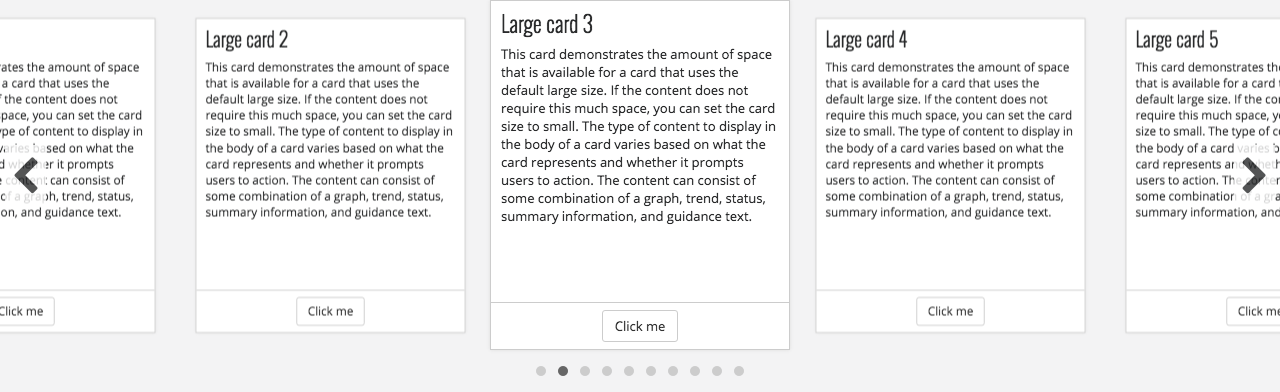 ates the amount of space
a card that uses the
f the content does not
space, you can set the card
ype of content to display in
based on what the
er it prompts
can consist of
of a graph, trend, status,
on, and guidance text.
Click me
Large card 2
This card demonstrates the amount of space
that is available for a card that uses the
default large size. If the content does not
require this much space, you can set the card
size to small. The type of content to display in
the body of a card varies based on what the
card represents and whether it prompts
users to action. The content can consist of
some combination of a graph, trend, status,
summary information, and guidance text.
Click me
Large card 3
This card demonstrates the amount of space
that is available for a card that uses the
default large size. If the content does not
require this much space, you can set the card
size to small. The type of content to display in
the body of a card varies based on what the
card represents and whether it prompts
users to action. The content can consist of
some combination of a graph, trend, status,
summary information, and guidance text.
Click me
Large card 4
This card demonstrates the amount of space
that is available for a card that uses the
default large size. If the content does not
require this much space, you can set the card
size to small. The type of content to display in
the body of a card varies based on what the
card represents and whether it prompts
users to action. The content can consist of
some combination of a graph, trend, status,
summary information, and guidance text.
Click me
Large card 5
This card demonstrates the
that is available for a card
default large size. If the co
require this much space, y
size to small. The type of c
the body of a card varies
card represents
users to action. The
some combination of a gra
summary information, an
Click me